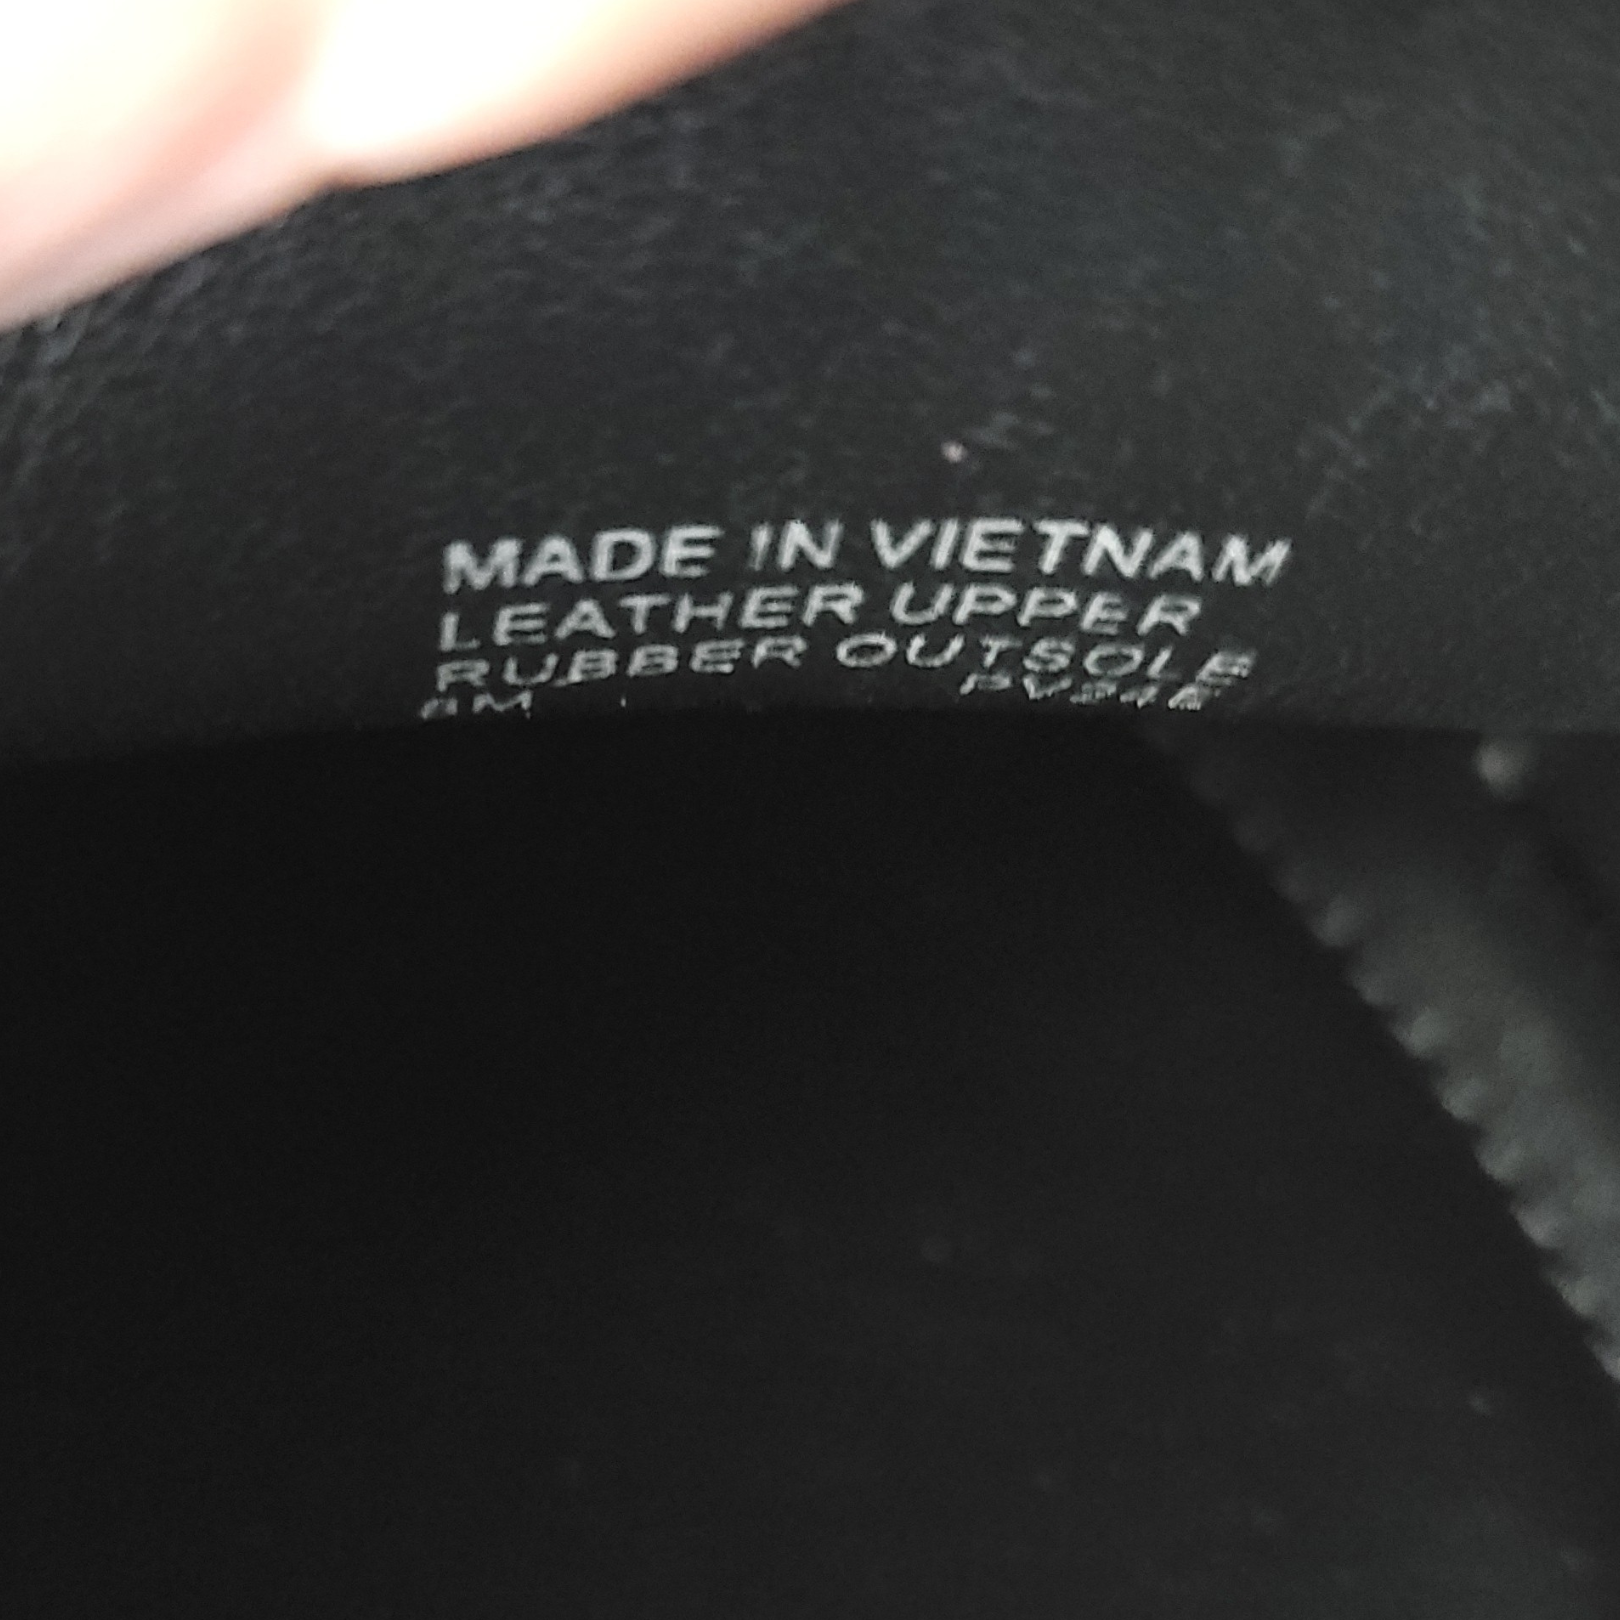 MADE IN VIETNAM
LEATHER UPPER
RUBBER OUTSOLE